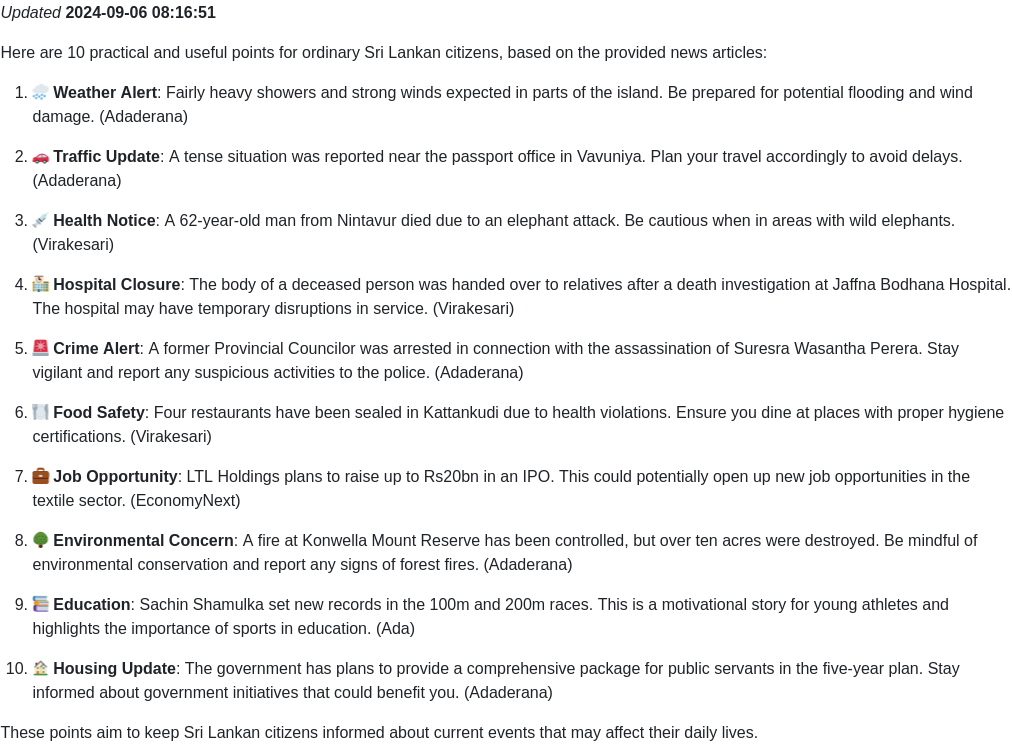 Updated 2024-09-06 08:16:51
Here are 10 practical and useful points for ordinary Sri Lankan citizens, based on the provided news articles:
1. 🌧️ Weather Alert: Fairly heavy showers and strong winds expected in parts of the island. Be prepared for potential flooding and wind
damage. (Adaderana)
2. 🚗 Traffic Update: A tense situation was reported near the passport office in Vavuniya. Plan your travel accordingly to avoid delays.
(Adaderana)
3. 💉 Health Notice: A 62-year-old man from Nintavur died due to an elephant attack. Be cautious when in areas with wild elephants.
(Virakesari)
4. 🏥 Hospital Closure: The body of a deceased person was handed over to relatives after a death investigation at Jaffna Bodhana Hospital.
The hospital may have temporary disruptions in service. (Virakesari)
5. 🚨 Crime Alert: A former Provincial Councilor was arrested in connection with the assassination of Suresra Wasantha Perera. Stay
vigilant and report any suspicious activities to the police. (Adaderana)
6. 🍽️ Food Safety: Four restaurants have been sealed in Kattankudi due to health violations. Ensure you dine at places with proper hygiene
certifications. (Virakesari)
7. 💼 Job Opportunity: LTL Holdings plans to raise up to Rs20bn in an IPO. This could potentially open up new job opportunities in the
textile sector. (EconomyNext)
8. 🌳 Environmental Concern: A fire at Konwella Mount Reserve has been controlled, but over ten acres were destroyed. Be mindful of
environmental conservation and report any signs of forest fires. (Adaderana)
9. 📚 Education: Sachin Shamulka set new records in the 100m and 200m races. This is a motivational story for young athletes and
highlights the importance of sports in education. (Ada)
10. 🏠 Housing Update: The government has plans to provide a comprehensive package for public servants in the five-year plan. Stay
informed about government initiatives that could benefit you. (Adaderana)
These points aim to keep Sri Lankan citizens informed about current events that may affect their daily lives.